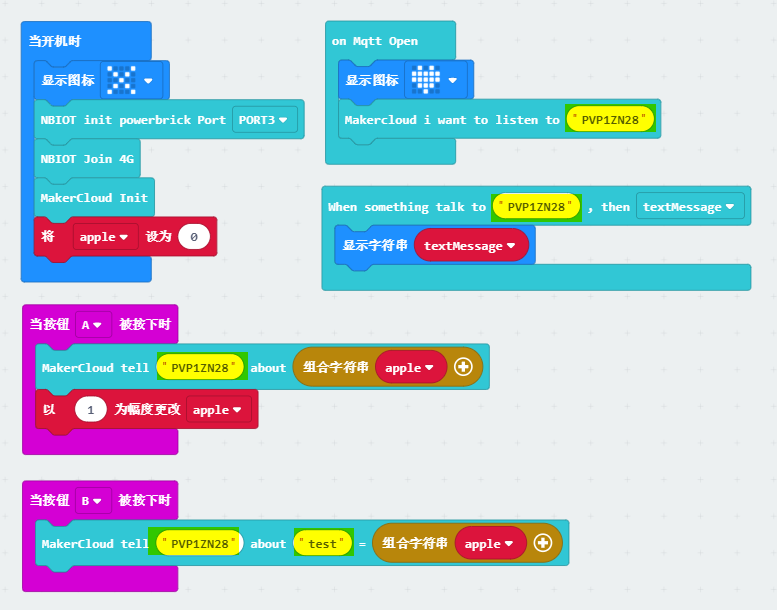 当开机时
显示图标
NBIOT init powerbrick Port PORT3
NBIOT Join 4G
MakerCloud Init
将 apple 设为 0
on Mqtt Open
显示图标
Makercloud i want to listen to "PVP1ZN28"
When something talk to "PVP1ZN28" , then textMessage
显示字符串 textMessage
当按钮 A 被按下时
MakerCloud tell "PVP1ZN28" about 组合字符串 apple
以 1 为幅度更改 apple
当按钮 B 被按下时
MakerCloud tell "PVP1ZN28" about "test" = 组合字符串 apple